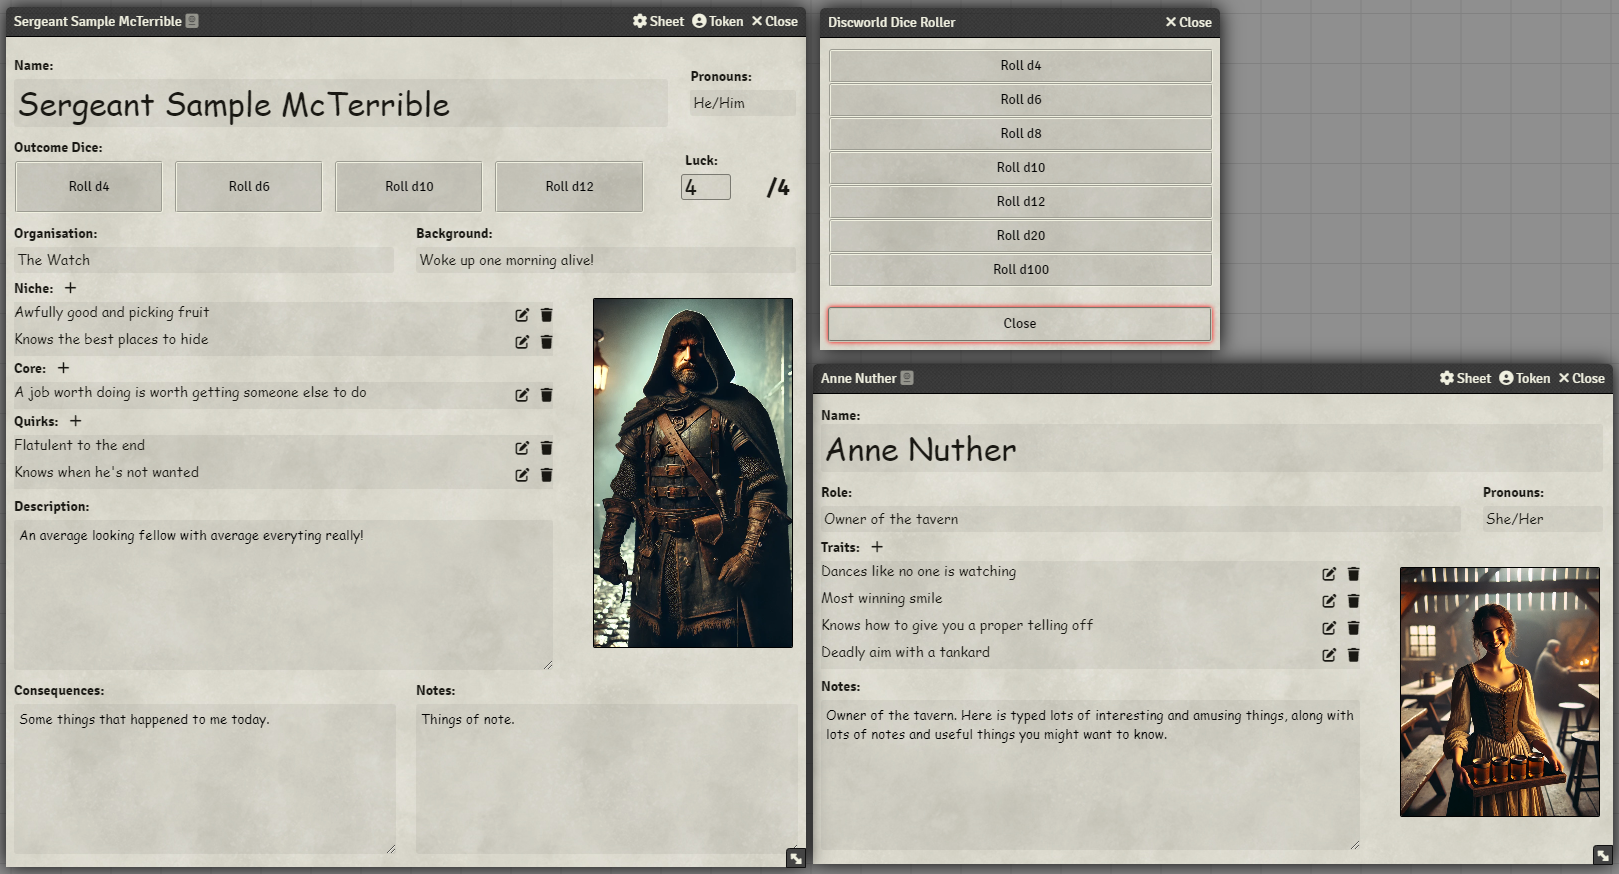 Sergeant Sample McTerrible
Sheet Token Close
Name:
Sergeant Sample McTerrible
Pronouns:
He/Him
Outcome Dice:
Roll d4 Roll d6 Roll d10 Roll d12
Luck:
4 /4
Organisation:
The Watch
Background:
Woke up one morning alive!
Niche: +
Awfully good and picking fruit
Knows the best places to hide
Core: +
A job worth doing is worth getting someone else to do
Quirks: +
Flatulent to the end
Knows when he's not wanted
Description:
An average looking fellow with average everyting really!
Consequences:
Some things that happened to me today.
Notes:
Things of note.
Discworld Dice Roller
Close
Roll d4
Roll d6
Roll d8
Roll d10
Roll d12
Roll d20
Roll d100
Close
Anne Nuther
Sheet Token Close
Name:
Anne Nuther
Role:
Owner of the tavern
Pronouns:
She/Her
Traits: +
Dances like no one is watching
Most winning smile
Knows how to give you a proper telling off
Deadly aim with a tankard
Notes:
Owner of the tavern. Here is typed lots of interesting and amusing things, along with
lots of notes and useful things you might want to know.